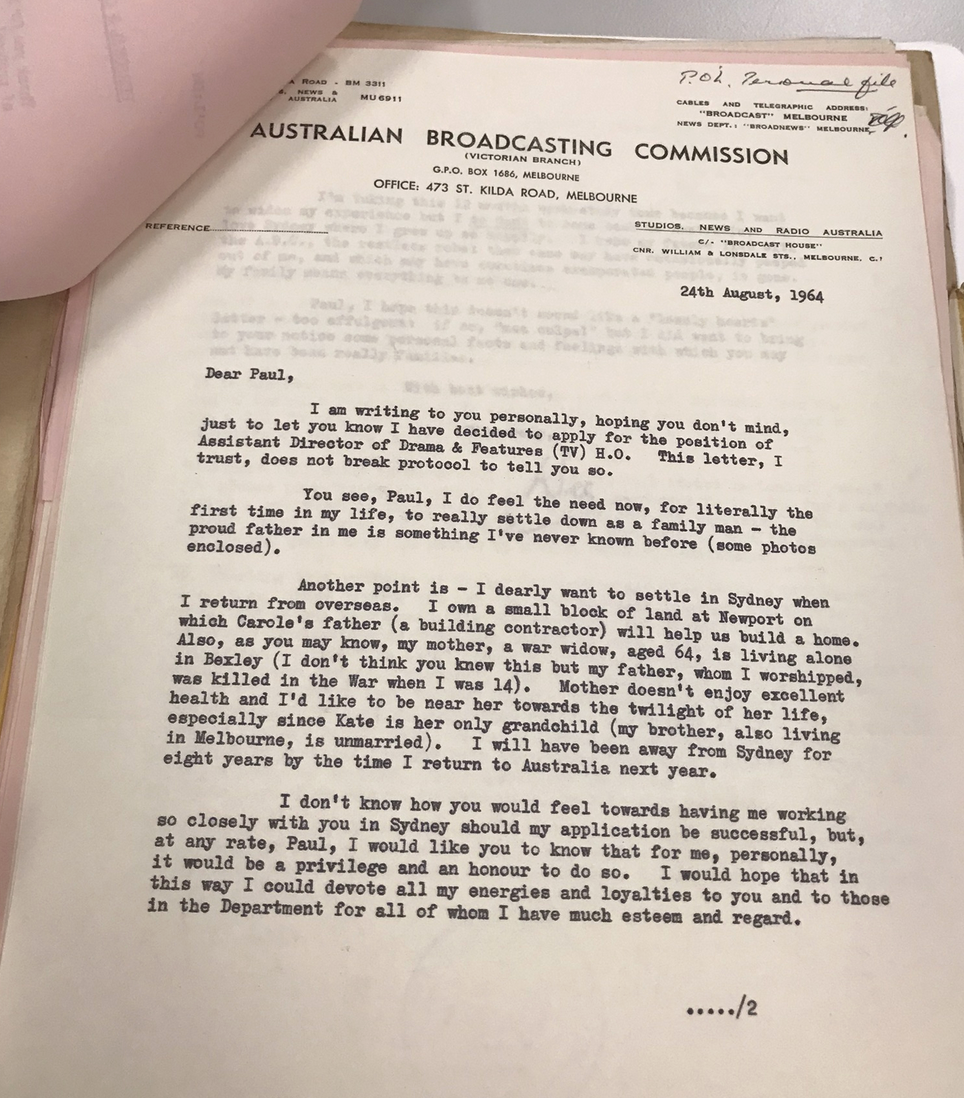 ROAD - BM 3311
NEWS &
AUSTRALIA MU 6911
Personal file
CABLES AND TELEGRAPHIC ADDRESS:
"BROADCAST" MELBOURNE
NEWS DEPT.: "BROADNEWS" MELBOURNE,
AUSTRALIAN BROADCASTING COMMISSION
(VICTORIAN BRANCH)
G.P.O. BOX 1686, MELBOURNE
OFFICE: 473 ST. KILDA ROAD, MELBOURNE
REFERENCE
STUDIOS, NEWS AND RADIO AUSTRALIA
C/- "BROADCAST HOUSE"
CNR. WILLIAM & LONSDALE STS., MELBOURNE, C.1
24th August, 1964
Dear Paul,
I am writing to you personally, hoping you don't mind,
just to let you know I have decided to apply for the position of
Assistant Director of Drama & Features (TV) H.O. This letter, I
trust, does not break protocol to tell you so.
You see, Paul, I do feel the need now, for literally the
first time in my life, to really settle down as a family man - the
proud father in me is something I've never known before (some photos
enclosed).
Another point is - I dearly want to settle in Sydney when
I return from overseas. I own a small block of land at Newport on
which Carole's father (a building contractor) will help us build a home.
Also, as you may know, my mother, a war widow, aged 64, is living alone
in Bexley (I don't think you knew this but my father, whom I worshipped,
was killed in the War when I was 14). Mother doesn't enjoy excellent
health and I'd like to be near her towards the twilight of her life,
especially since Kate is her only grandchild (my brother, also living
in Melbourne, is unmarried). I will have been away from Sydney for
eight years by the time I return to Australia next year.
I don't know how you would feel towards having me working
so closely with you in Sydney should my application be successful, but,
at any rate, Paul, I would like you to know that for me, personally,
it would be a privilege and an honour to do so. I would hope that in
this way I could devote all my energies and loyalties to you and to those
in the Department for all of whom I have much esteem and regard.
...../2